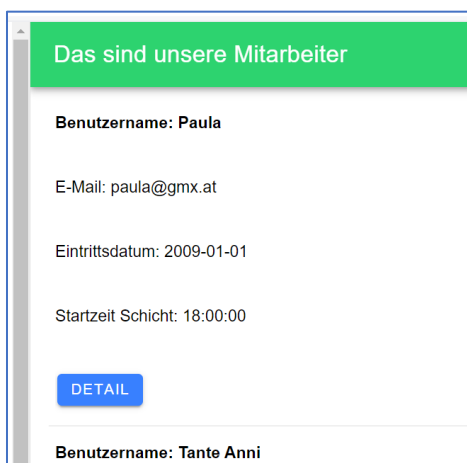 Das sind unsere Mitarbeiter
Benutzername: Paula
E-Mail: paula@gmx.at
Eintrittsdatum: 2009-01-01
Startzeit Schicht: 18:00:00
DETAIL
Benutzername: Tante Anni